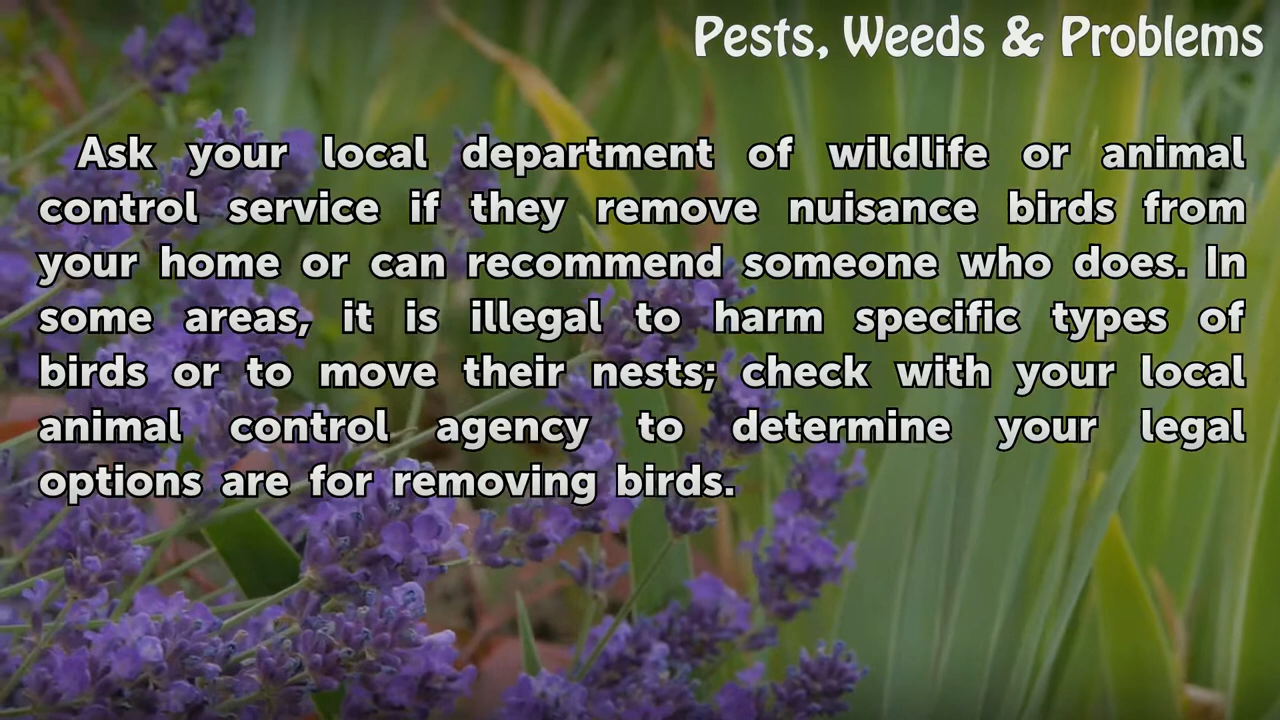 Pests, Weeds & Problems
Ask your local department of wildlife or animal
control service if they remove nuisance birds from
your home or can recommend someone who does. In
some areas, it is illegal to harm specific types of
birds or to move their nests; check with your local
animal control agency to determine your legal
options are for removing birds.